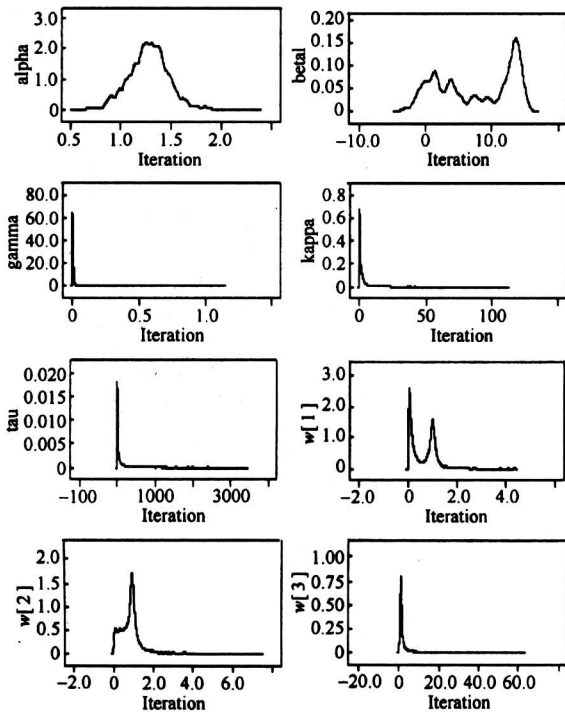 3.0
2.0
1.0
0
alpha
0.5 1.0 1.5 2.0
Iteration
0.20
0.15
0.10
0.05
0
betal
-10.0 0 10.0
Iteration
80.0
60.0
40.0
20.0
0
gamma
0 0.5 1.0
Iteration
0.8
0.6
0.4
0.2
0
kappa
0 50 100
Iteration
0.020
0.015
0.010
0.005
0
tau
-100 1000 3000
Iteration
3.0
2.0
1.0
0
w[1]
-2.0 0 2.0 4.0
Iteration
2.0
1.5
1.0
0.5
0
w[2]
-2.0 0 2.0 6.0
Iteration
1.00
0.75
0.50
0.25
0
w[3]
-20.0 0 20.0 60.0
Iteration